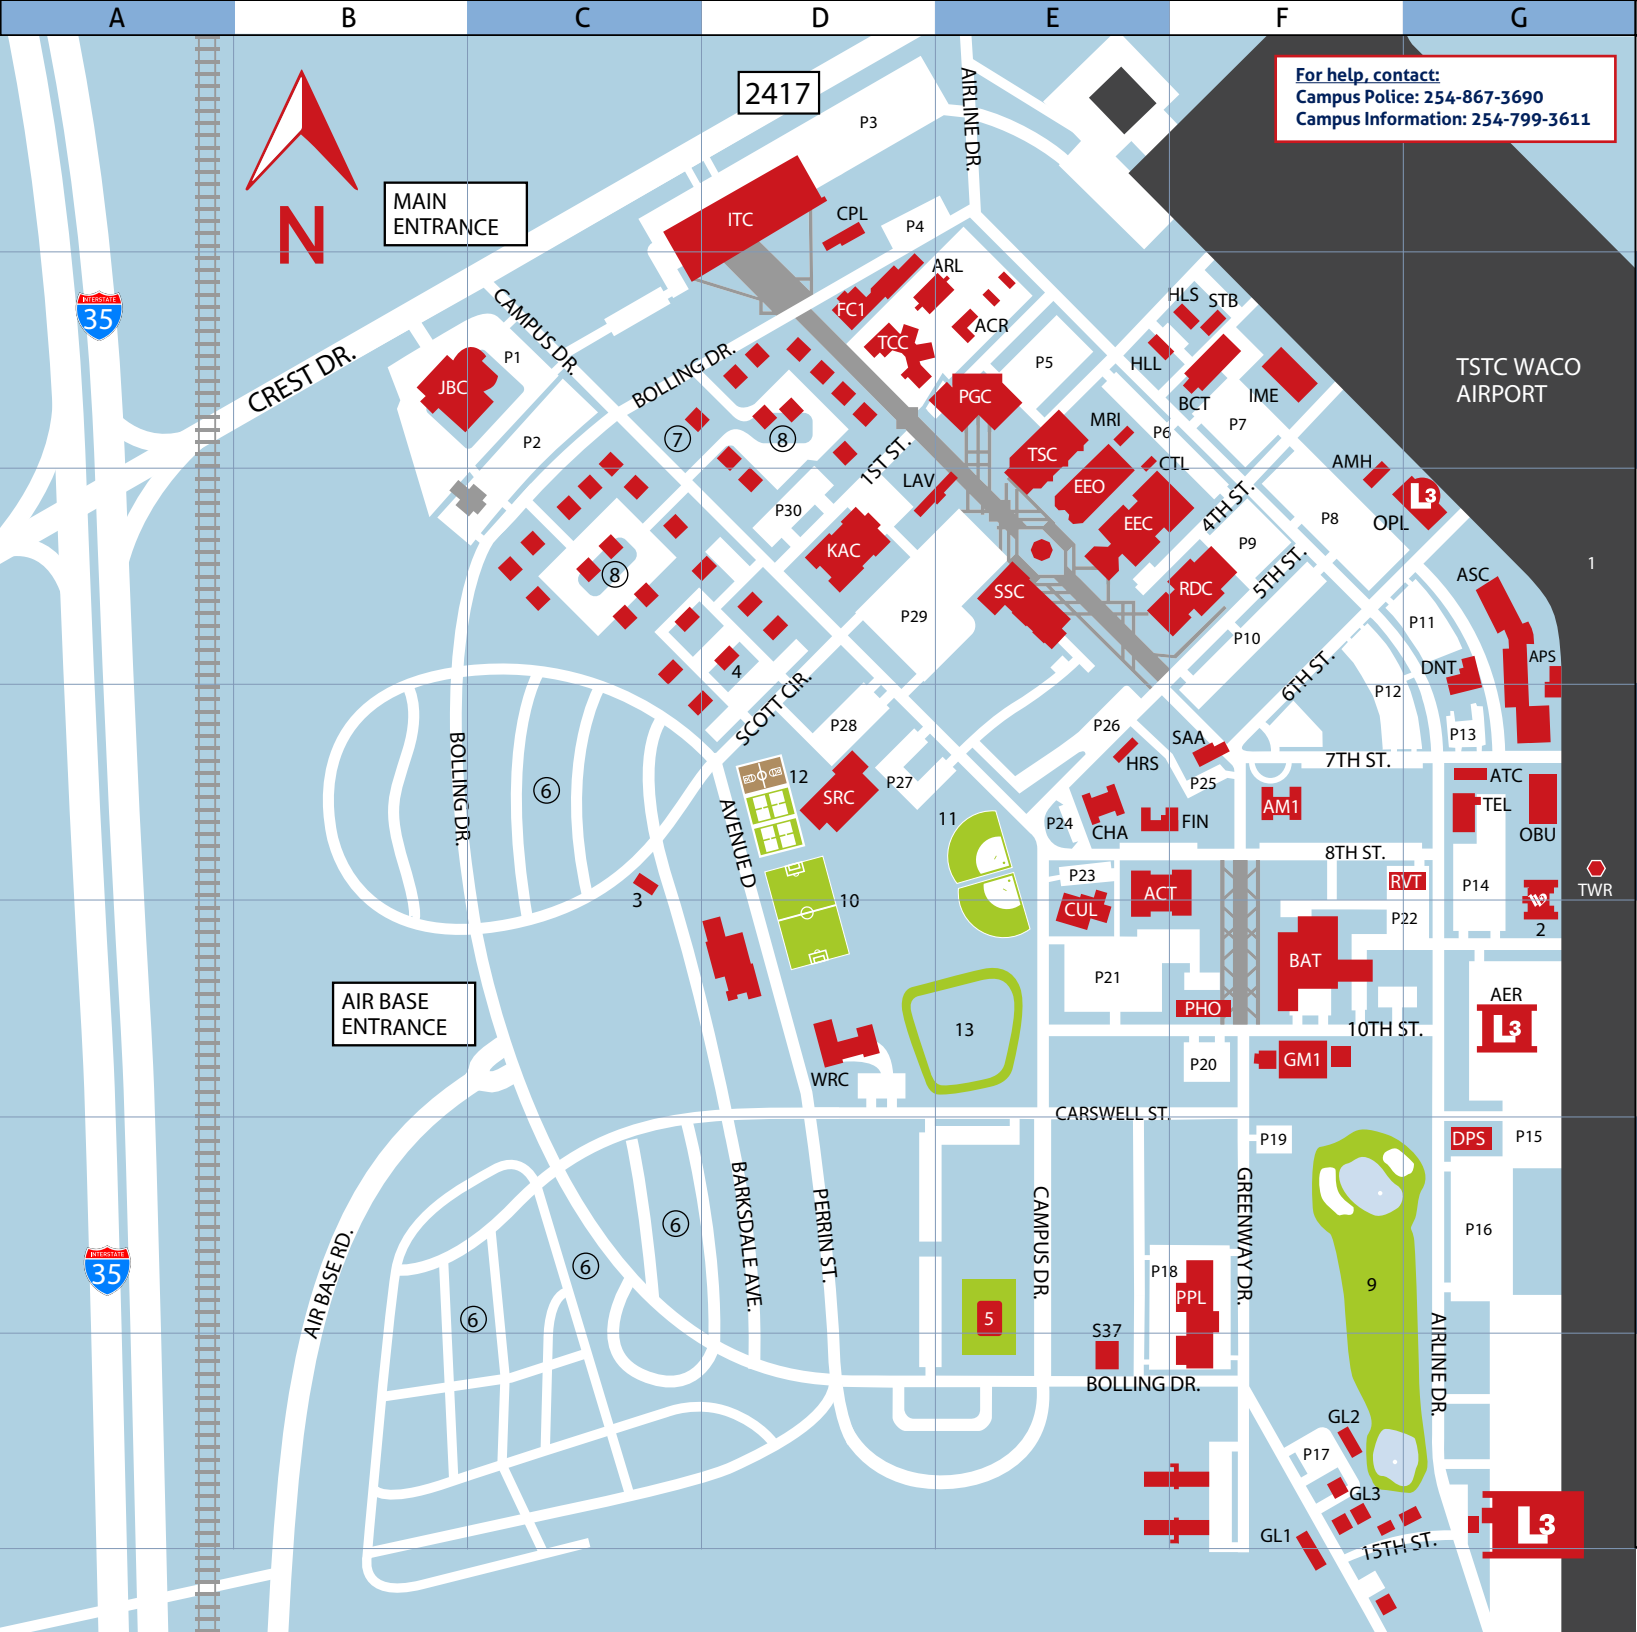 A B C D E F G
For help, contact:
Campus Police: 254-867-3690
Campus Information: 254-799-3611
2417
P3
AIRLINE DR.
N
MAIN
ENTRANCE
ITC
CPL
P4
ARL
FC1
ACR
TCC
HLS
STB
INTERSTATE
35
CAMPUS DR.
P1
JBC
CREST DR.
BOLLING DR.
P5
HLL
BCT
IME
TSTC WACO
AIRPORT
PGC
P2
7
8
MRI
P6
P7
1ST ST.
TSC
CTL
AMH
LAV
EEO
L3
OPL
P30
EEC
4TH ST.
P8
KAC
P9
8
5TH ST.
1
ASC
SSC
RDC
P29
P10
P11
4
6TH ST.
DNT
APS
P12
SCOTT CIR.
P28
P26
SAA
P13
BOLLING DR.
HRS
7TH ST.
12
SRC
P27
P25
ATC
6
AM1
TEL
OBU
AVENUE D
11
P24
CHA
FIN
8TH ST.
P23
RVT
P14
TWR
3
10
CUL
ACT
P22
2
BAT
P21
AIR BASE
ENTRANCE
PHO
AER
L3
13
10TH ST.
WRC
P20
GM1
CARSWELL ST.
P19
DPS
P15
BARKSDALE AVE.
PERRIN ST.
CAMPUS DR.
GREENWAY DR.
6
P16
INTERSTATE
35
AIR BASE RD.
6
P18
9
PPL
6
5
S37
AIRLINE DR.
BOLLING DR.
GL2
P17
GL3
GL1
15TH ST.
L3